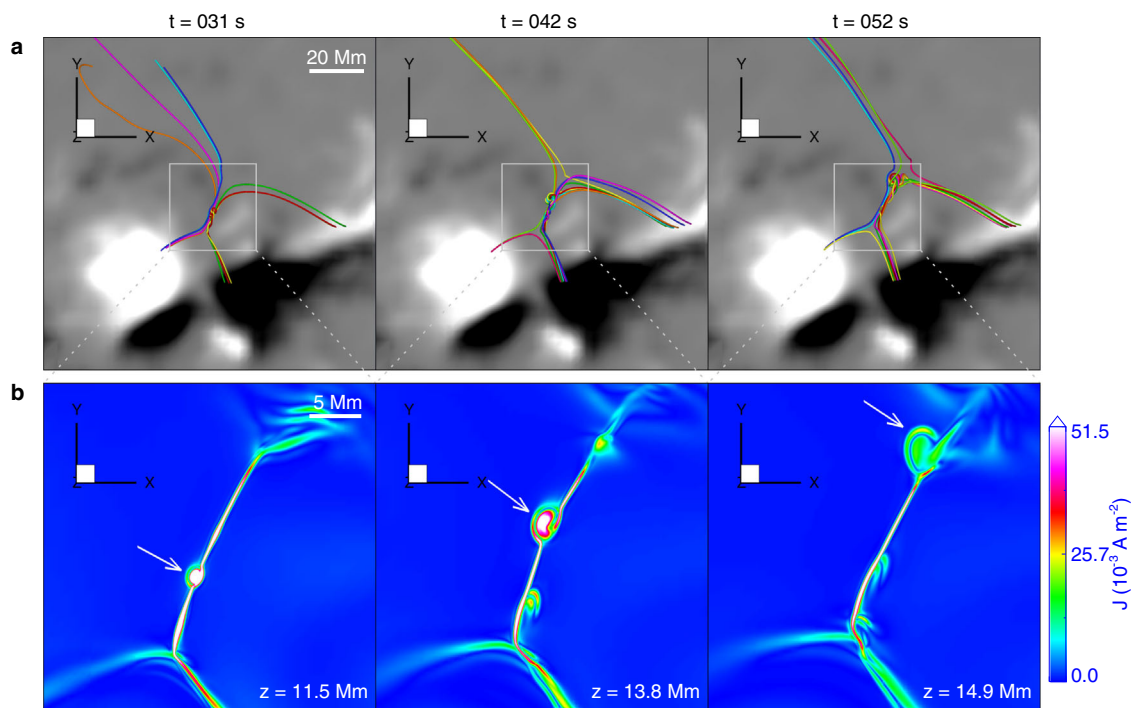 t = 031 s t = 042 s t = 052 s
a
Y Y Y
20 Mm
Z X Z X Z X
b
Y Y Y
5 Mm
Z X Z X Z X
51.5
25.7
0.0
J (10⁻³ A m⁻²)
z = 11.5 Mm z = 13.8 Mm z = 14.9 Mm